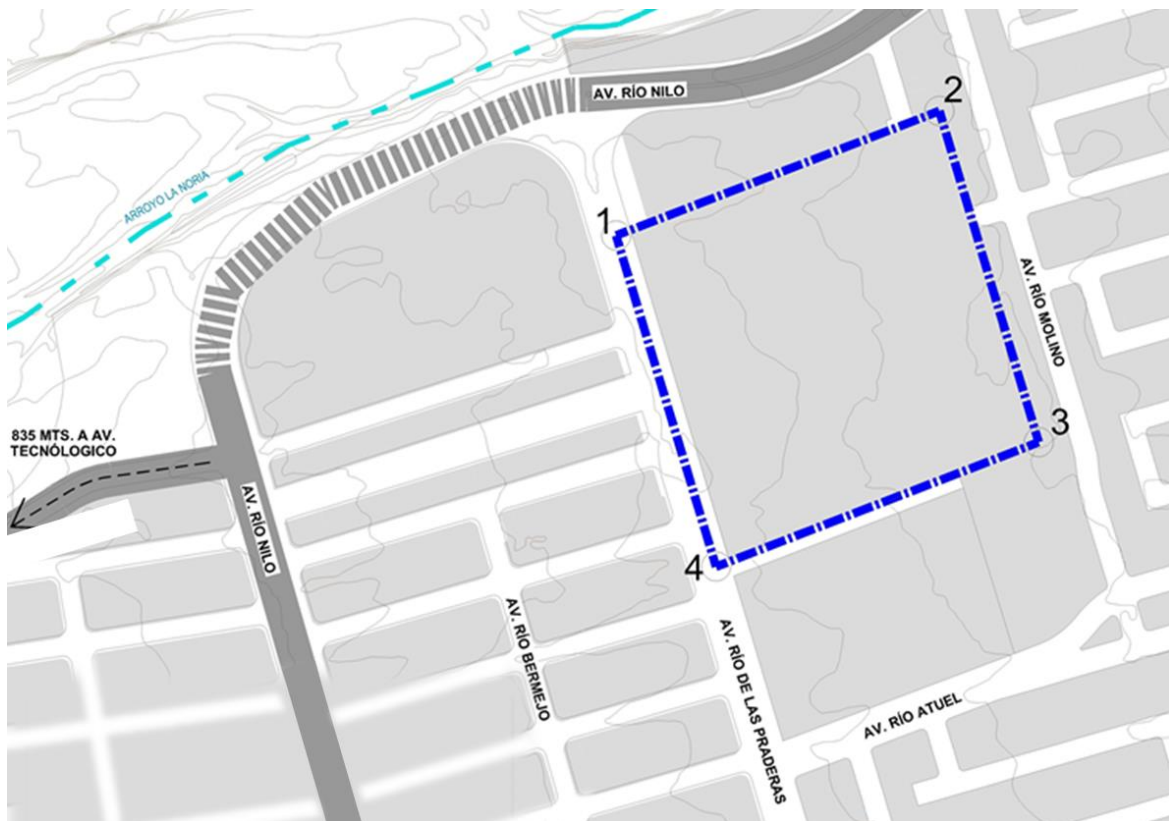 AV. RÍO NILO
2
ARROYO LA NORIA
1
AV. RÍO MOLINO
3
835 MTS. A AV.
TECNÓLOGICO
AV. RÍO NILO
4
AV. RÍO BERMEJO
AV. RÍO DE LAS PRADERAS
AV. RÍO ATUEL